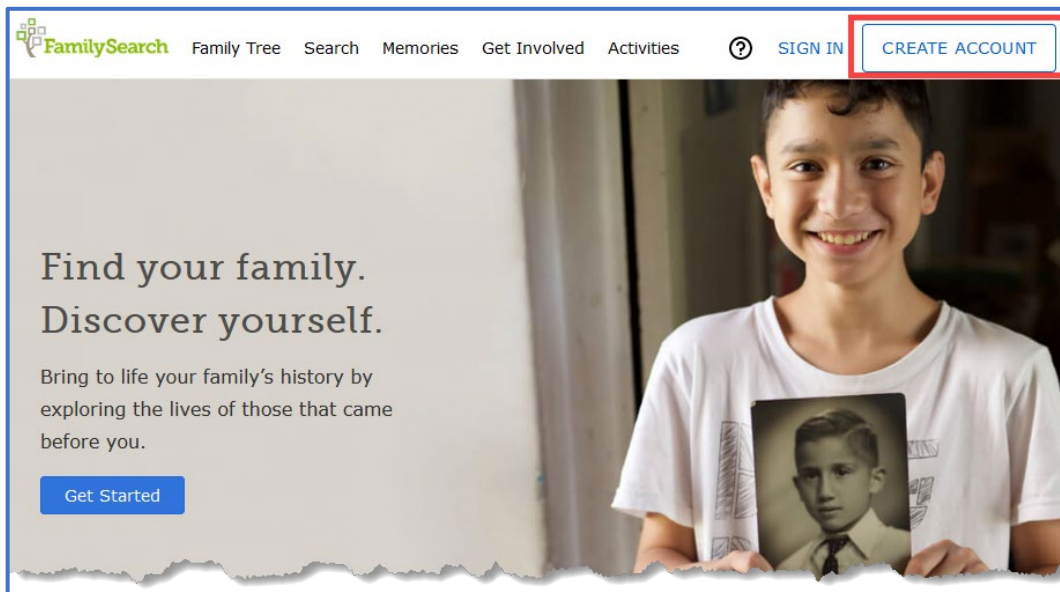 FamilySearch Family Tree Search Memories Get Involved Activities ? SIGN IN CREATE ACCOUNT
Find your family.
Discover yourself.
Bring to life your family's history by
exploring the lives of those that came
before you.
Get Started